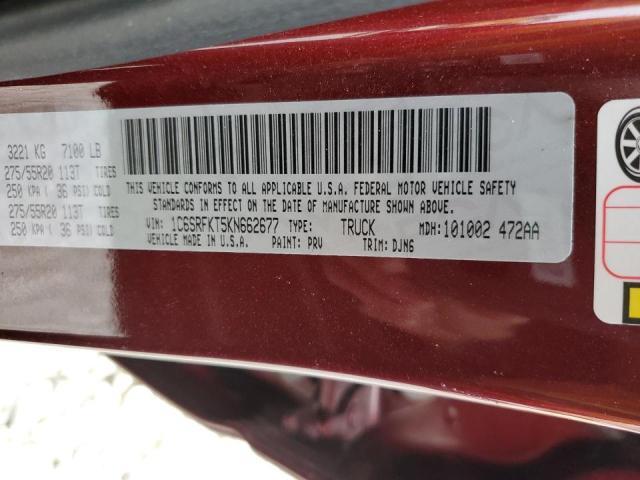 3221 KG 7100 LB
275/55R20 113T TIRES
250 KPA ( 36 PSI) COLD
275/55R20 113T TIRES
250 KPA ( 36 PSI) COLD
THIS VEHICLE CONFORMS TO ALL APPLICABLE U.S.A. FEDERAL MOTOR VEHICLE SAFETY
STANDARDS IN EFFECT ON THE DATE OF MANUFACTURE SHOWN ABOVE.
VIN: 1C6SRFKT5KN662677 TYPE: TRUCK MDH: 101002 472AA
VEHICLE MADE IN U.S.A. PAINT: PRV TRIM: DJN6